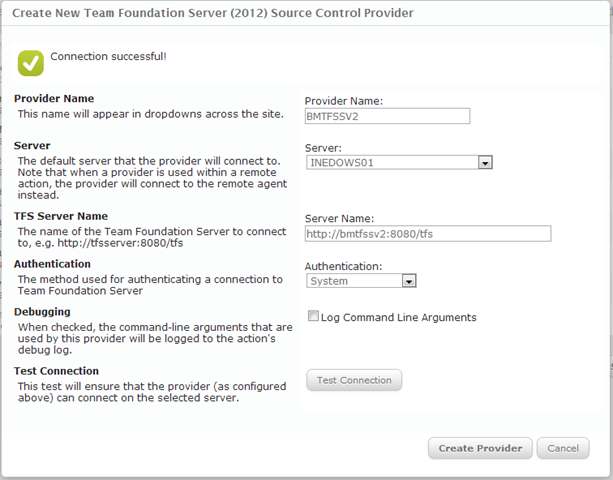 Create New Team Foundation Server (2012) Source Control Provider
Connection successful!
Provider Name
This name will appear in dropdowns across the site.
Provider Name:
BMTFSSV2
Server
The default server that the provider will connect to.
Note that when a provider is used within a remote
action, the provider will connect to the remote agent
instead.
Server:
INEDOWS01
TFS Server Name
The name of the Team Foundation Server to connect
to, e.g. http://tfsserver:8080/tfs
Server Name:
http://bmtfssv2:8080/tfs
Authentication
The method used for authenticating a connection to
Team Foundation Server
Authentication:
System
Debugging
When checked, the command-line arguments that are
used by this provider will be logged to the action's
debug log.
Log Command Line Arguments
Test Connection
This test will ensure that the provider (as configured
above) can connect on the selected server.
Test Connection
Create Provider
Cancel